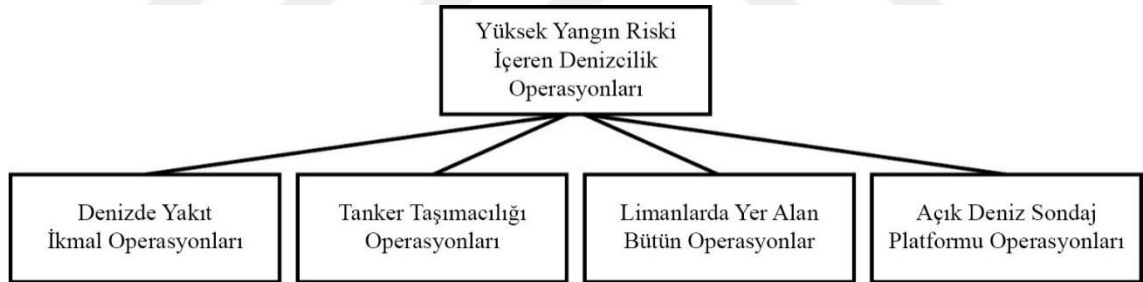 Yüksek Yangın Riski
İçeren Denizcilik
Operasyonları
Denizde Yakıt
İkmal Operasyonları
Tanker Taşımacılığı
Operasyonları
Limanlarda Yer Alan
Bütün Operasyonlar
Açık Deniz Sondaj
Platformu Operasyonları